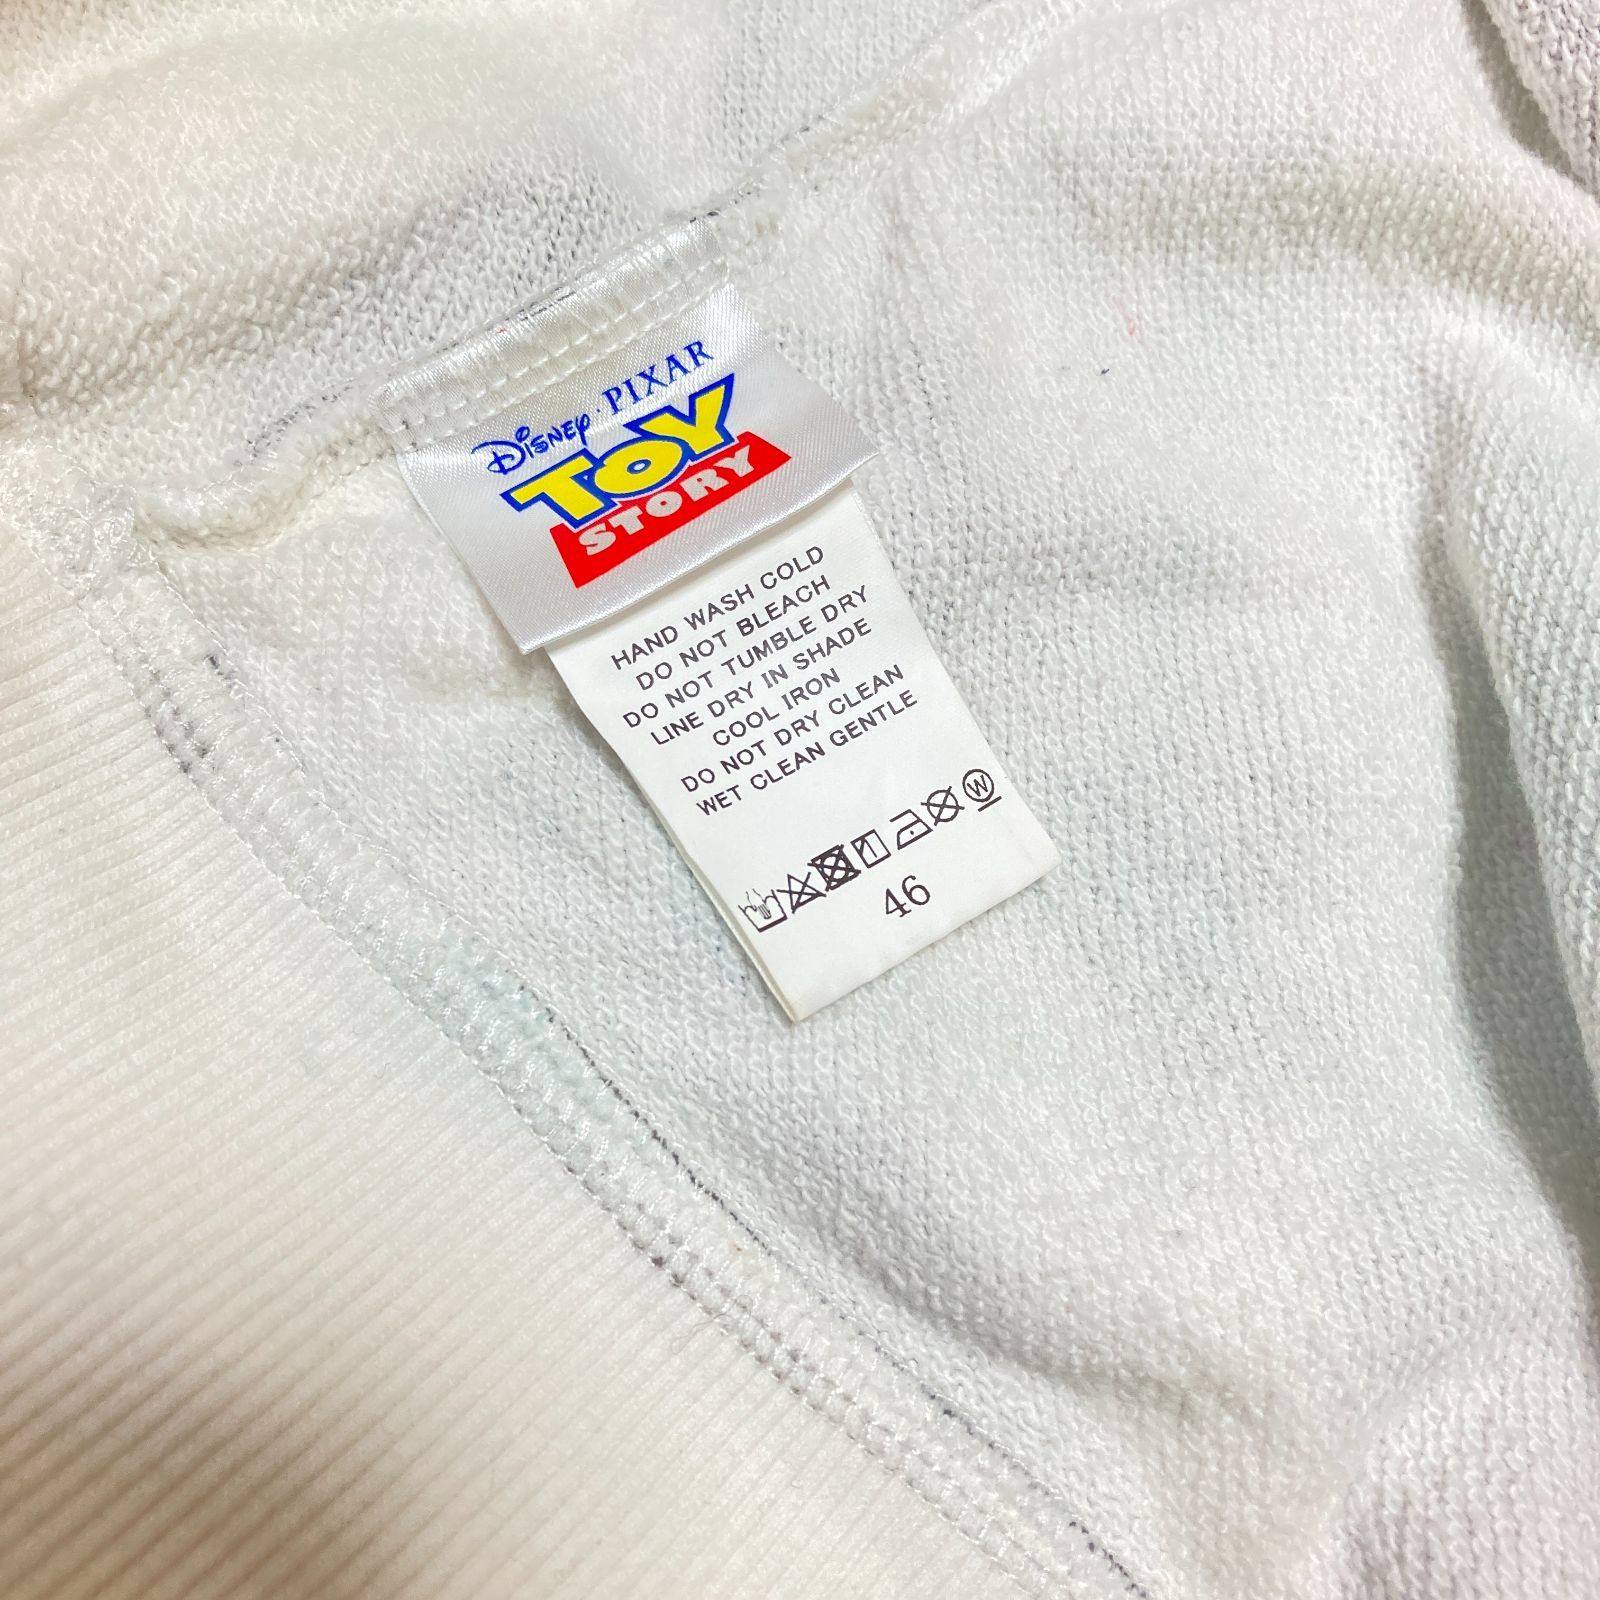 Disney · PIXAR
TOY
STORY
HAND WASH COLD
DO NOT BLEACH
DO NOT TUMBLE DRY
LINE DRY IN SHADE
COOL IRON
DO NOT DRY CLEAN
WET CLEAN GENTLE
W
46